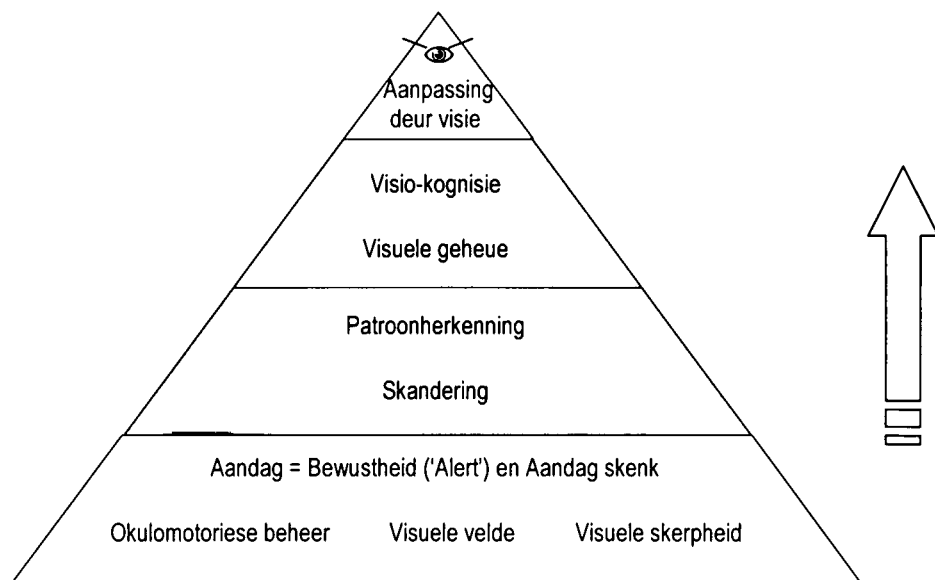 Aanpassing
deur visie
Visio-kognisie
Visuele geheue
Patroonherkenning
Skandering
Aandag = Bewustheid ('Alert') en Aandag skenk
Okulomotoriese beheer Visuele velde Visuele skerpheid